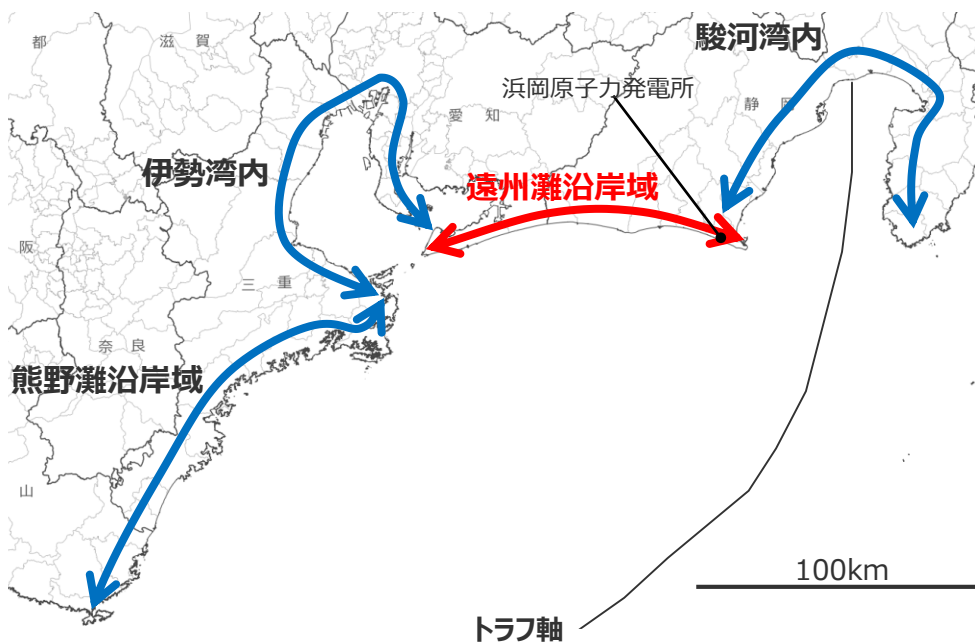 駿河湾内
都
滋賀
浜岡原子力発電所
静岡
愛知
伊勢湾内
遠州灘沿岸域
阪
三重
奈良
熊野灘沿岸域
山
100km
トラフ軸